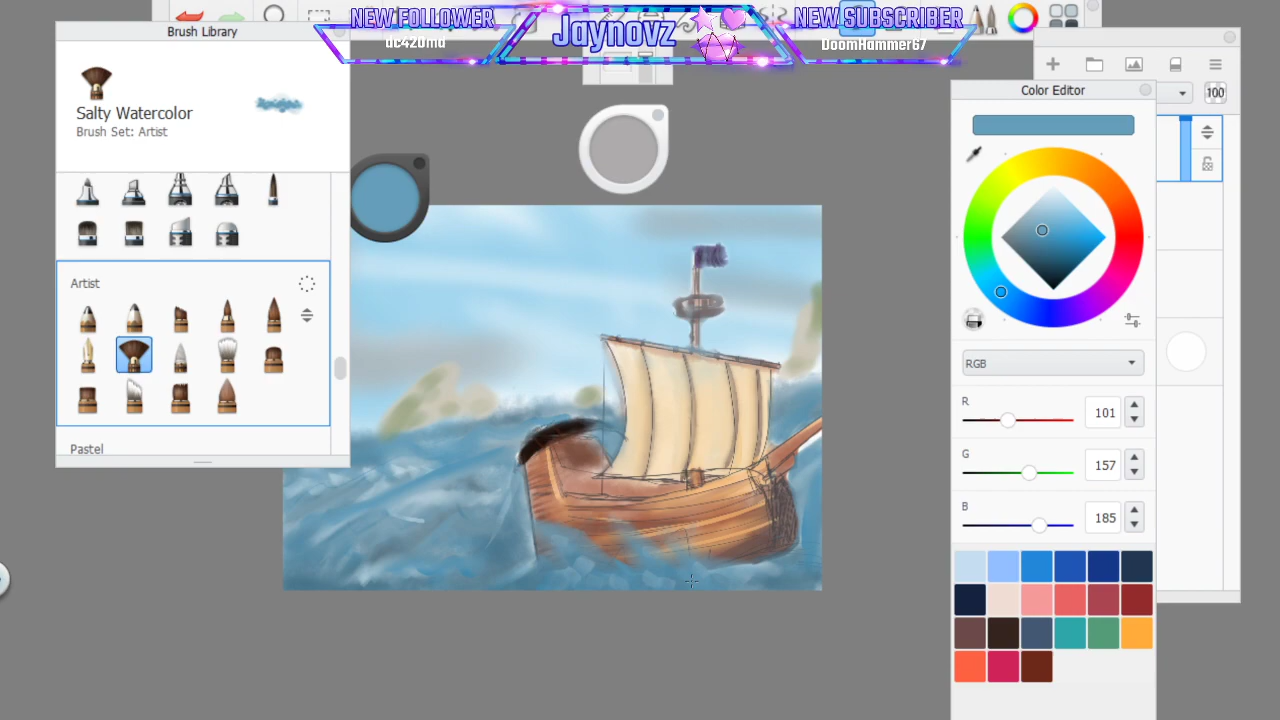 NEW FOLLOWER
dc420md
Jaynovz
NEW SUBSCRIBER
DoomHammer67
Brush Library
Salty Watercolor
Brush Set: Artist
Artist
Pastel
100
Color Editor
RGB
R
101
G
157
B
185